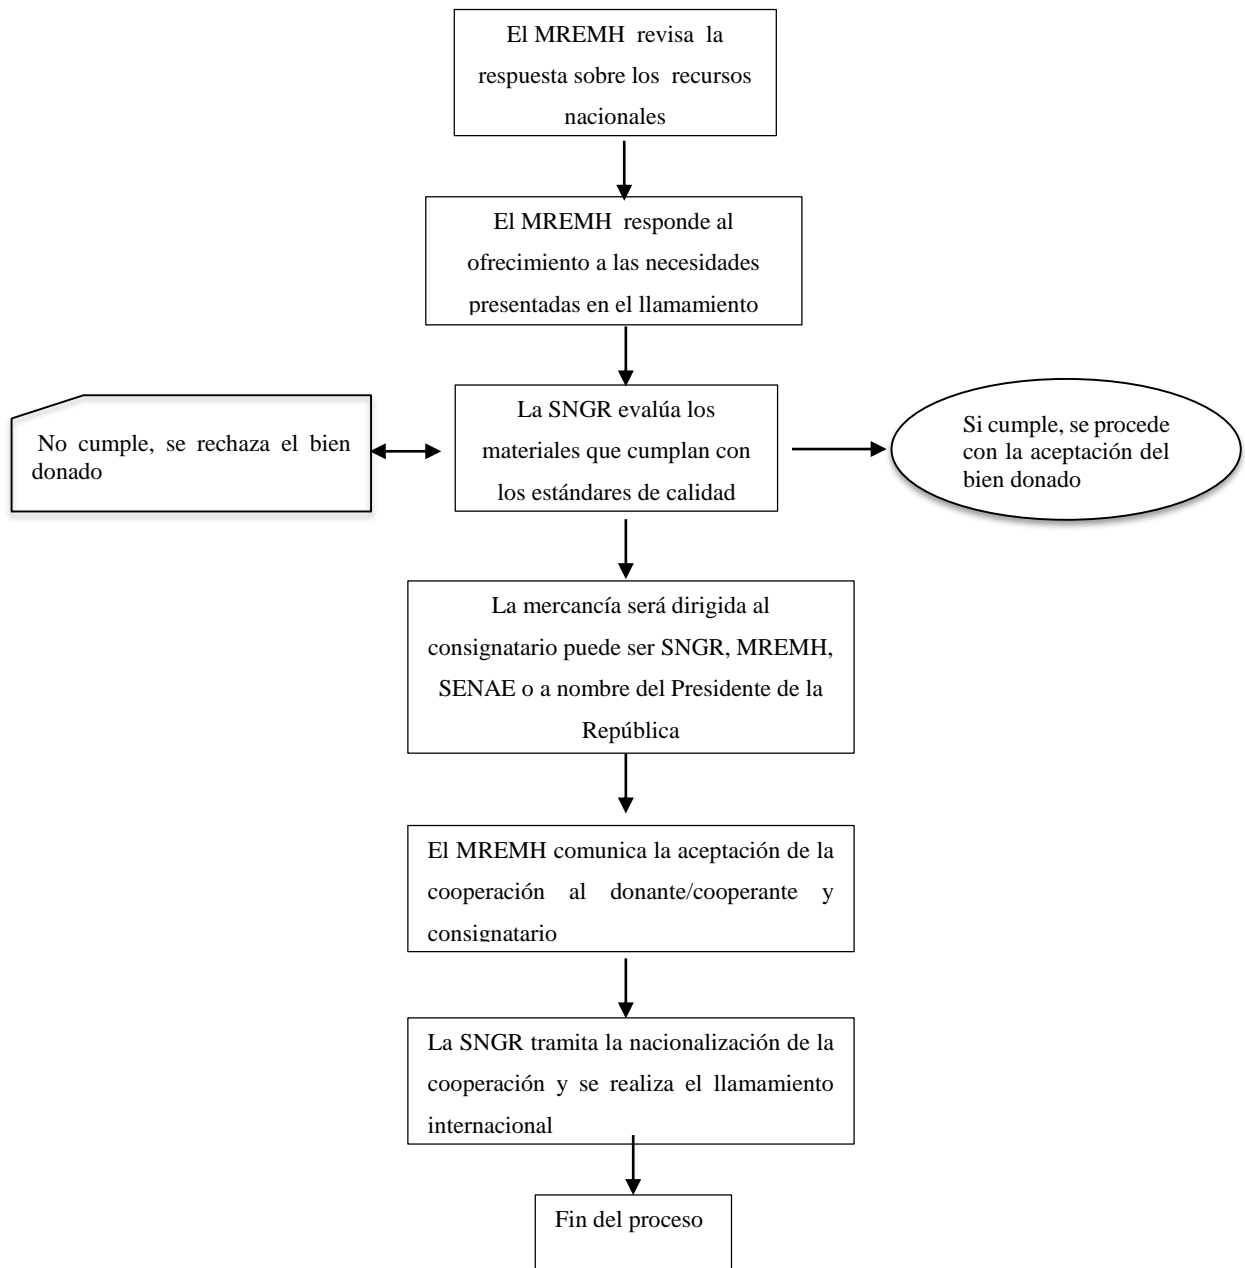 El MREMH revisa la
respuesta sobre los recursos
nacionales
El MREMH responde al
ofrecimiento a las necesidades
presentadas en el llamamiento
No cumple, se rechaza el bien
donado
La SNGR evalúa los
materiales que cumplan con
los estándares de calidad
Si cumple, se procede
con la aceptación del
bien donado
La mercancía será dirigida al
consignatario puede ser SNGR, MREMH,
SENAE o a nombre del Presidente de la
República
El MREMH comunica la aceptación de la
cooperación al donante/cooperante y
consignatario
La SNGR tramita la nacionalización de la
cooperación y se realiza el llamamiento
internacional
Fin del proceso